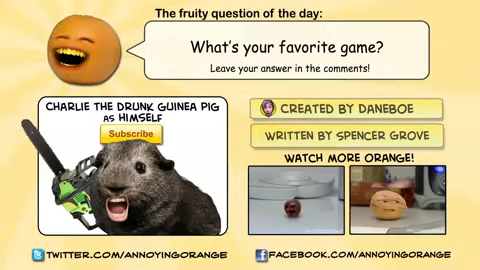 The fruity question of the day:
What's your favorite game?
Leave your answer in the comments!
CHARLIE THE DRUNK GUINEA PIG
AS HIMSELF
Subscribe
CREATED BY DANEBOE
WRITTEN BY SPENCER GROVE
WATCH MORE ORANGE!
TWITTER.COM/ANNOYINGORANGE
FACEBOOK.COM/ANNOYINGORANGE